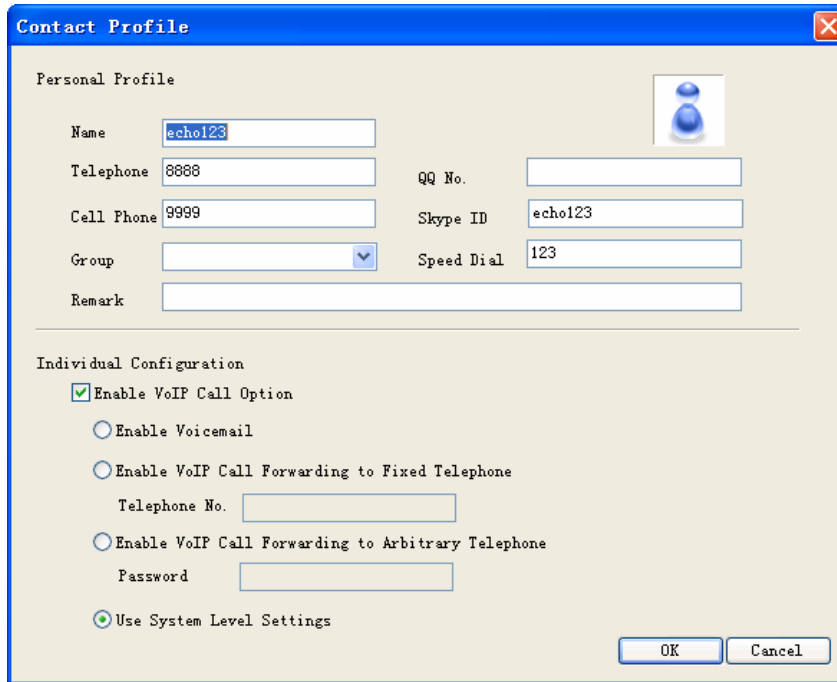 Contact Profile
Personal Profile
Name echo123
Telephone 8888 QQ No.
Cell Phone 9999 Skype ID echo123
Group Speed Dial 123
Remark
Individual Configuration
Enable VoIP Call Option
Enable Voicemail
Enable VoIP Call Forwarding to Fixed Telephone
Telephone No.
Enable VoIP Call Forwarding to Arbitrary Telephone
Password
Use System Level Settings
OK Cancel